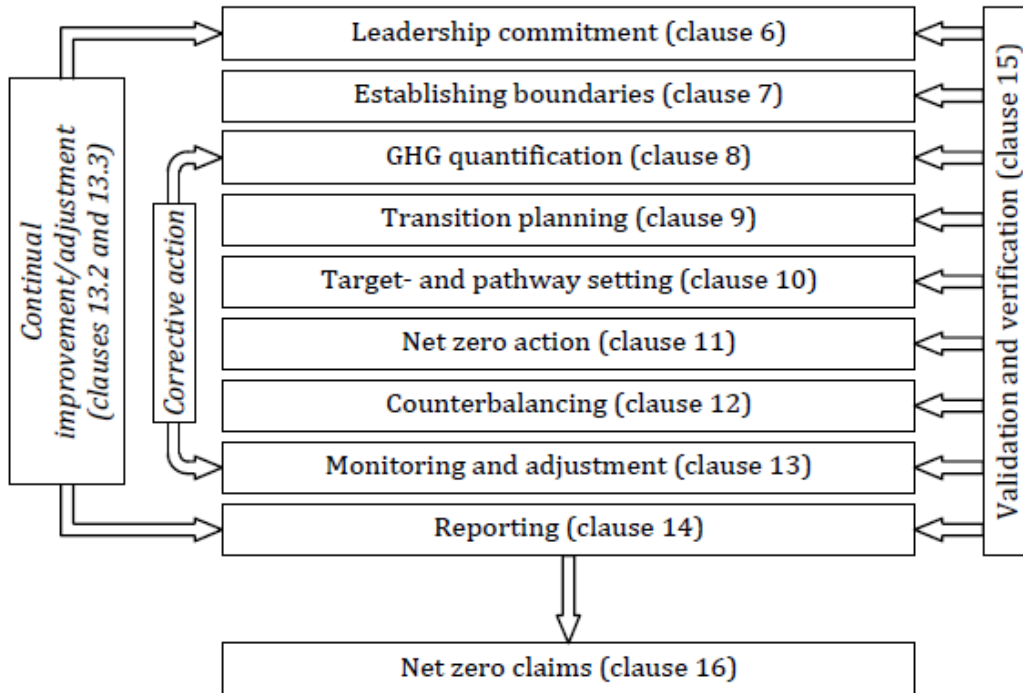 Leadership commitment (clause 6)
Establishing boundaries (clause 7)
GHG quantification (clause 8)
Transition planning (clause 9)
Target- and pathway setting (clause 10)
Net zero action (clause 11)
Counterbalancing (clause 12)
Monitoring and adjustment (clause 13)
Reporting (clause 14)
Net zero claims (clause 16)
Continual
improvement/adjustment
(clauses 13.2 and 13.3)
Corrective action
Validation and verification (clause 15)